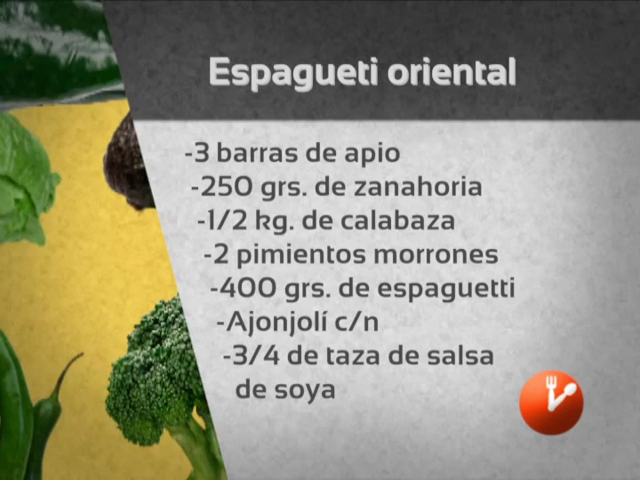 Espagueti oriental
-3 barras de apio
-250 grs. de zanahoria
-1/2 kg. de calabaza
-2 pimientos morrones
-400 grs. de espaguetti
-Ajonjolí c/n
-3/4 de taza de salsa
de soya